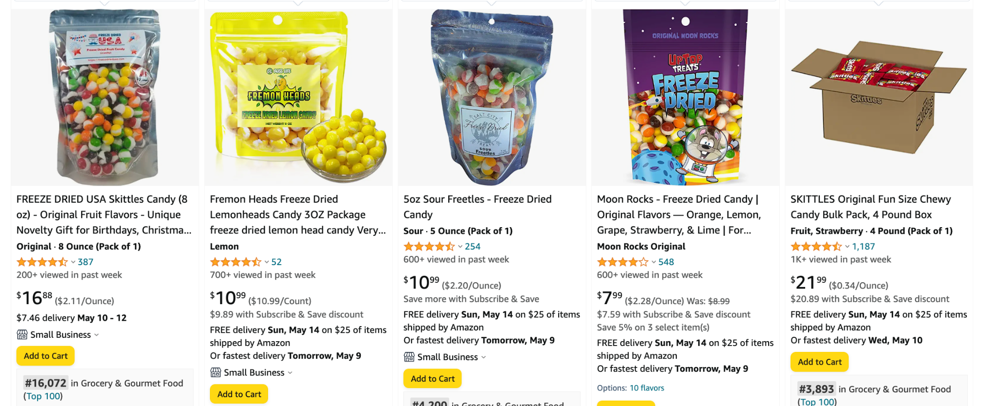 FREEZE DRIED
USA
Freeze Dried Fruit Candy
FREEZE DRIED USA Skittles Candy (8
oz) - Original Fruit Flavors - Unique
Novelty Gift for Birthdays, Christma...
Original · 8 Ounce (Pack of 1)
387
200+ viewed in past week
$16 88 ($2.11/Ounce)
$7.46 delivery May 10 - 12
Small Business
Add to Cart
#16,072 in Grocery & Gourmet Food
(Top 100)
BLISS LIFE
FREMON HEADS
FREEZE DRIED LEMON CANDY
Fremon Heads Freeze Dried
Lemonheads Candy 3OZ Package
freeze dried lemon head candy Very...
Lemon
52
700+ viewed in past week
$10 99 ($10.99/Count)
$9.89 with Subscribe & Save discount
FREE delivery Sun, May 14 on $25 of items
shipped by Amazon
Or fastest delivery Tomorrow, May 9
Small Business
Add to Cart
SALT CITY
Freeze Dried
TREATS
SOUR
Freetles
5oz Sour Freetles - Freeze Dried
Candy
Sour · 5 Ounce (Pack of 1)
254
600+ viewed in past week
$10 99 ($2.20/Ounce)
Save more with Subscribe & Save
FREE delivery Sun, May 14 on $25 of items
shipped by Amazon
Or fastest delivery Tomorrow, May 9
Small Business
Add to Cart
#4,200 in Grocery & Gourmet Food
ORIGINAL MOON ROCKS
UPTOP
TREATS
FREEZE
DRIED
Moon Rocks - Freeze Dried Candy |
Original Flavors — Orange, Lemon,
Grape, Strawberry, & Lime | For...
Moon Rocks Original
548
600+ viewed in past week
$7 99 ($2.28/Ounce) Was: $8.99
$7.59 with Subscribe & Save discount
Save 5% on 3 select item(s)
FREE delivery Sun, May 14 on $25 of items
shipped by Amazon
Or fastest delivery Tomorrow, May 9
Options: 10 flavors
Skittles
Skittles
Skittles
Skittles
Skittles
SKITTLES Original Fun Size Chewy
Candy Bulk Pack, 4 Pound Box
Fruit, Strawberry · 4 Pound (Pack of 1)
1,187
1K+ viewed in past week
$21 99 ($0.34/Ounce)
$20.89 with Subscribe & Save discount
FREE delivery Sun, May 14 on $25 of items
shipped by Amazon
Or fastest delivery Wed, May 10
Add to Cart
#3,893 in Grocery & Gourmet Food
(Top 100)